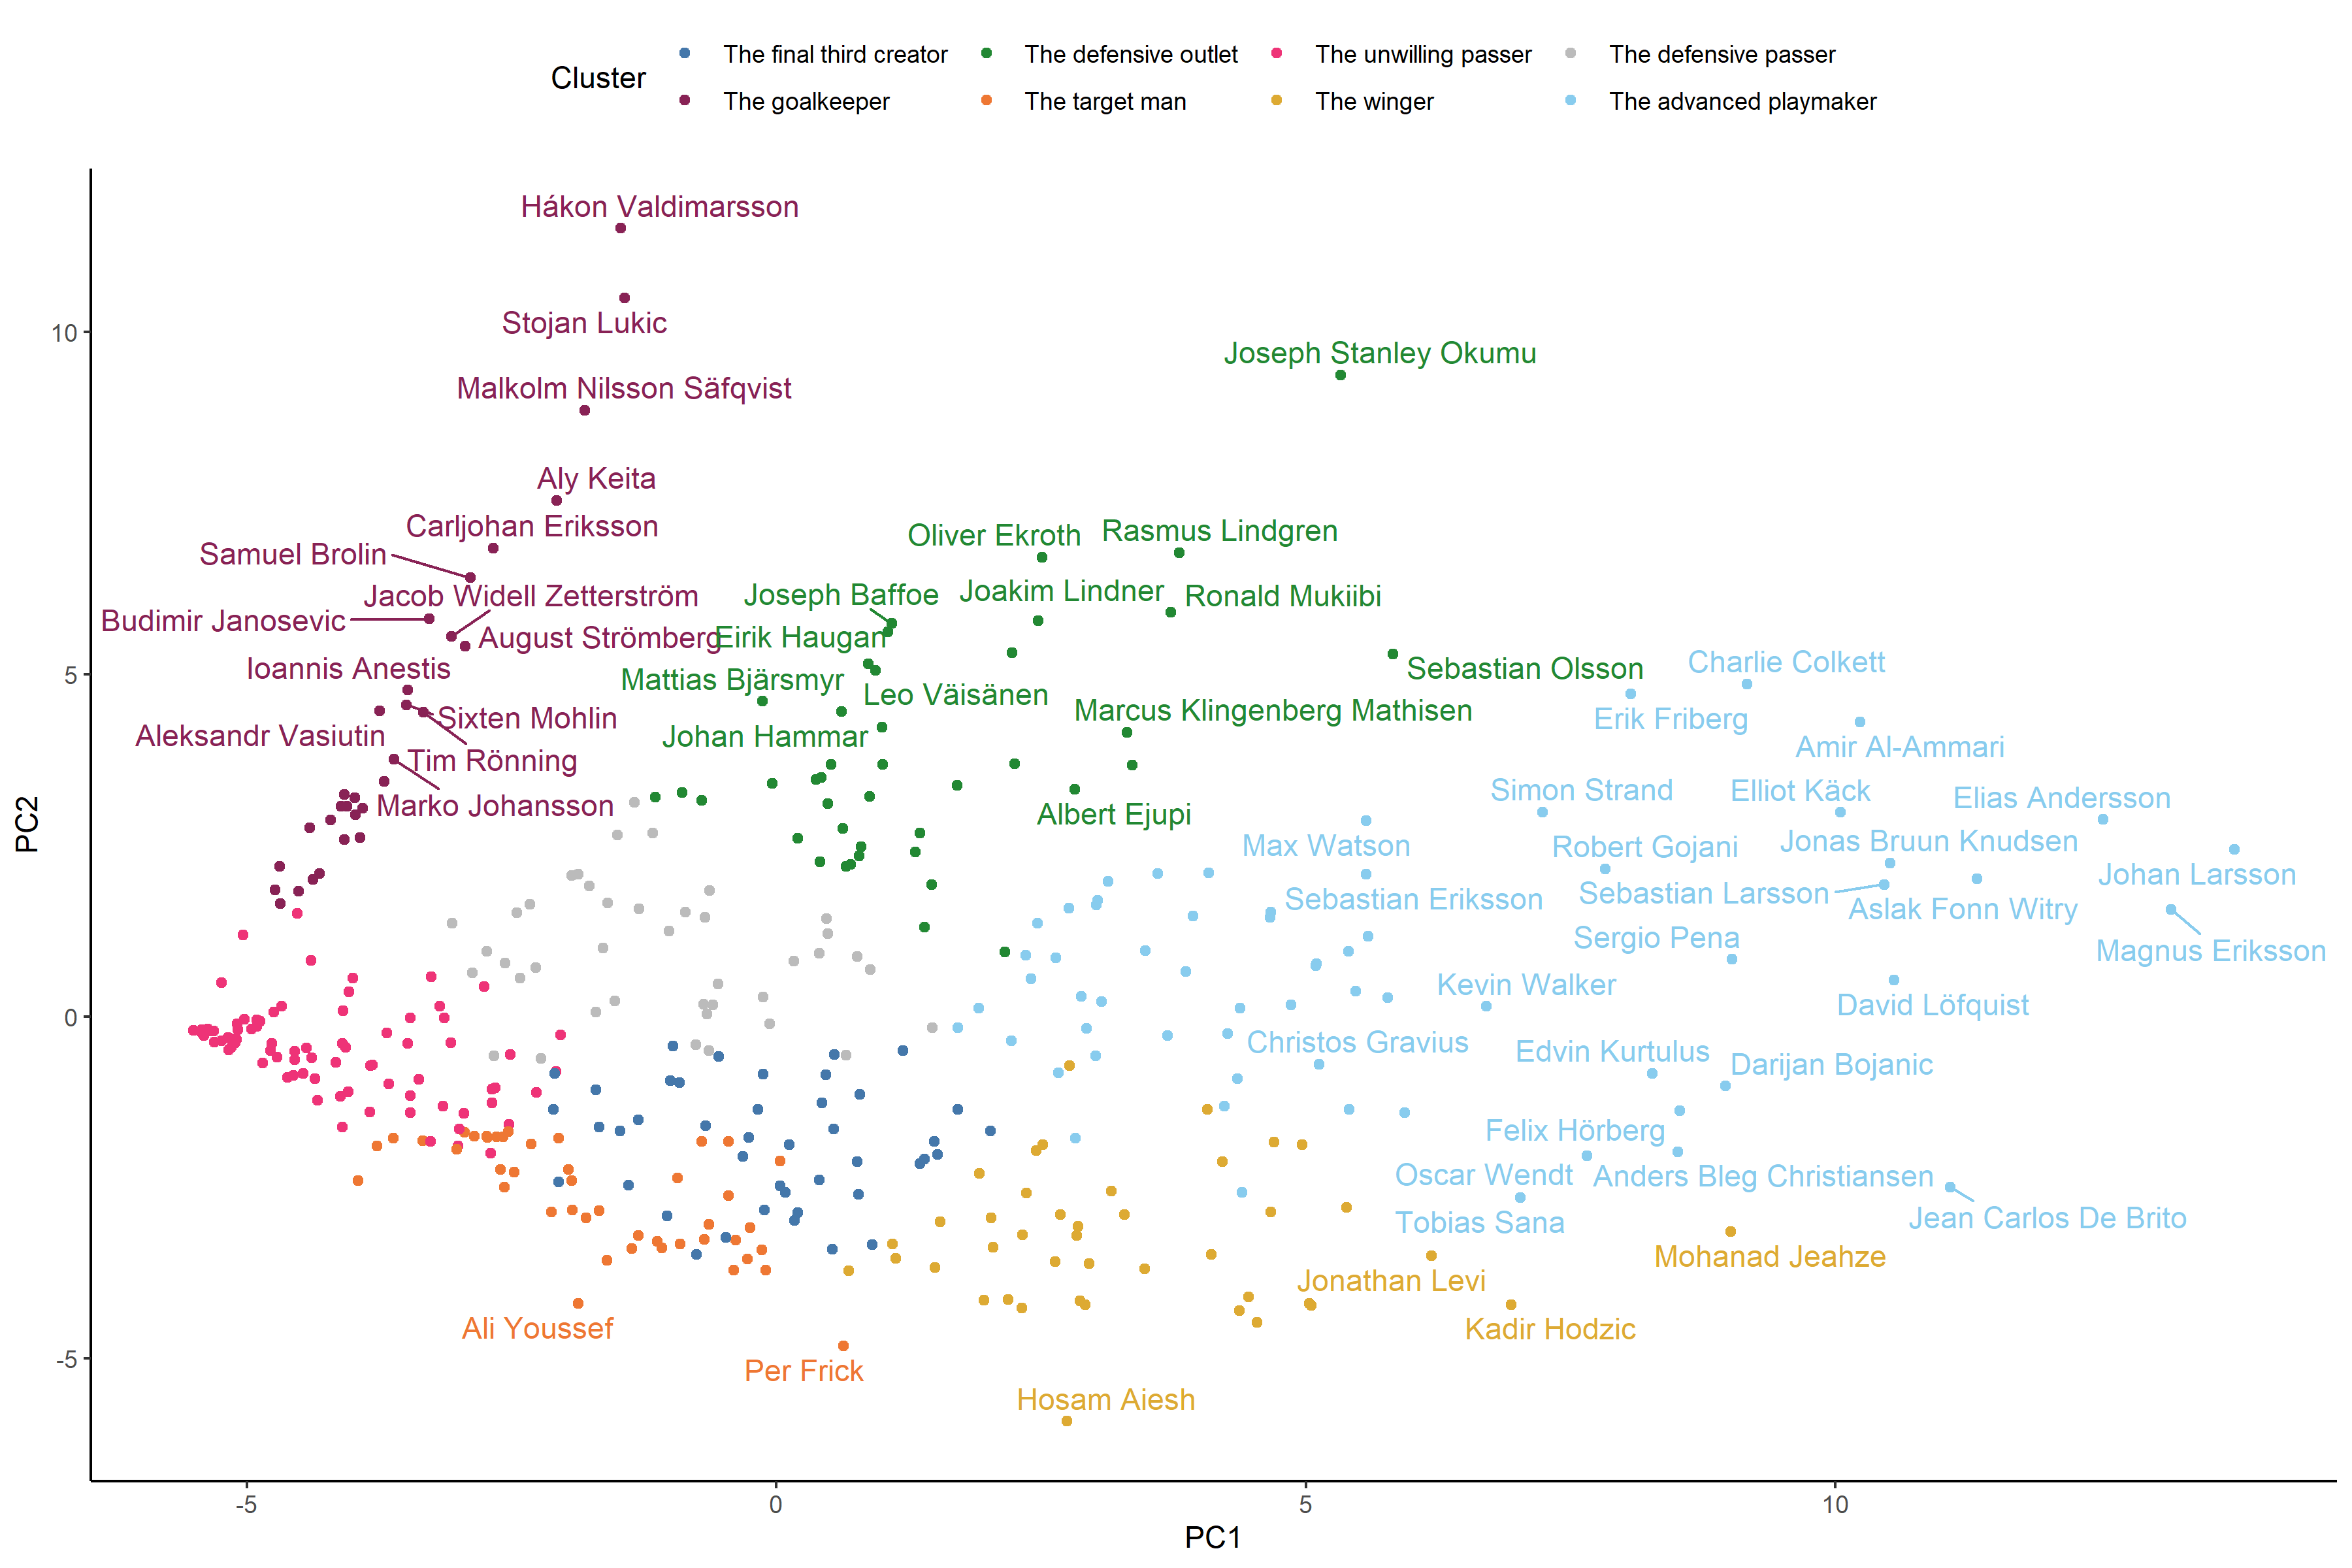 Cluster
The final third creator
The defensive outlet
The unwilling passer
The defensive passer
The goalkeeper
The target man
The winger
The advanced playmaker
Hákon Valdimarsson
Stojan Lukic
10
Joseph Stanley Okumu
Malkolm Nilsson Säfqvist
Aly Keita
Carljohan Eriksson
Oliver Ekroth
Rasmus Lindgren
Samuel Brolin
Jacob Widell Zetterström
Joseph Baffoe
Joakim Lindner
Ronald Mukiibi
Budimir Janosevic
August Strömberg
Eirik Haugan
Ioannis Anestis
Mattias Bjärsmyr
Leo Väisänen
Sebastian Olsson
Charlie Colkett
5
Sixten Mohlin
Marcus Klingenberg Mathisen
Erik Friberg
Aleksandr Vasiutin
Johan Hammar
Amir Al-Ammari
Tim Rönning
Marko Johansson
Albert Ejupi
Simon Strand
Elliot Käck
Elias Andersson
Max Watson
Robert Gojani
Jonas Bruun Knudsen
Johan Larsson
Sebastian Eriksson
Sebastian Larsson
Aslak Fonn Witry
Sergio Pena
Magnus Eriksson
Kevin Walker
David Löfquist
0
Christos Gravius
Edvin Kurtulus
Darijan Bojanic
Felix Hörberg
Oscar Wendt
Anders Bleg Christiansen
Tobias Sana
Jean Carlos De Brito
Mohanad Jeahze
Jonathan Levi
Ali Youssef
Kadir Hodzic
-5
Per Frick
Hosam Aiesh
PC2
-5
0
5
10
PC1